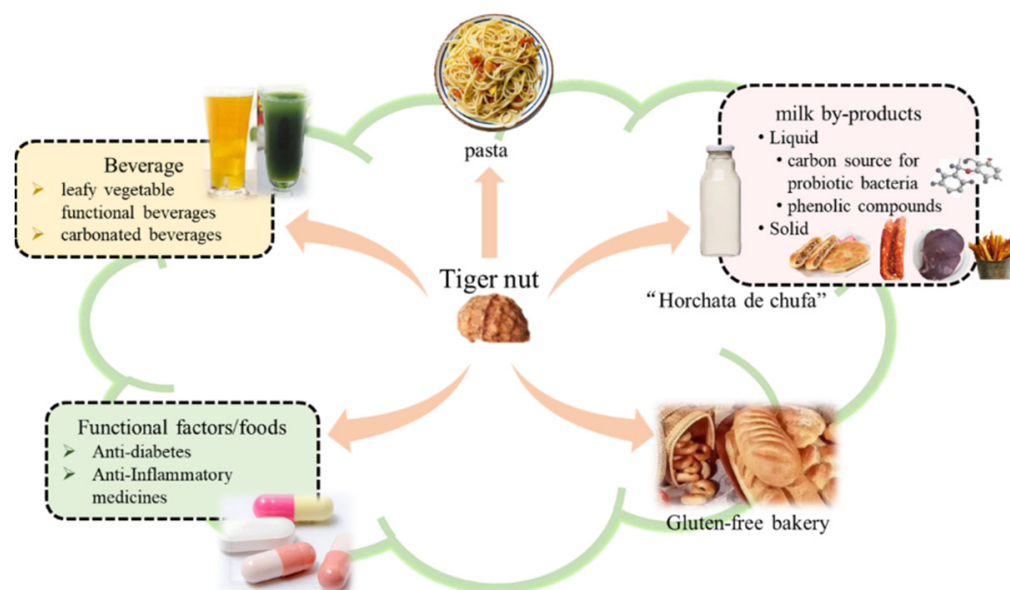 pasta
Beverage
➢ leafy vegetable
functional beverages
➢ carbonated beverages
milk by-products
• Liquid
• carbon source for
probiotic bacteria
• phenolic compounds
• Solid
“Horchata de chufa”
Tiger nut
Functional factors/foods
➢ Anti-diabetes
➢ Anti-Inflammatory
medicines
Gluten-free bakery